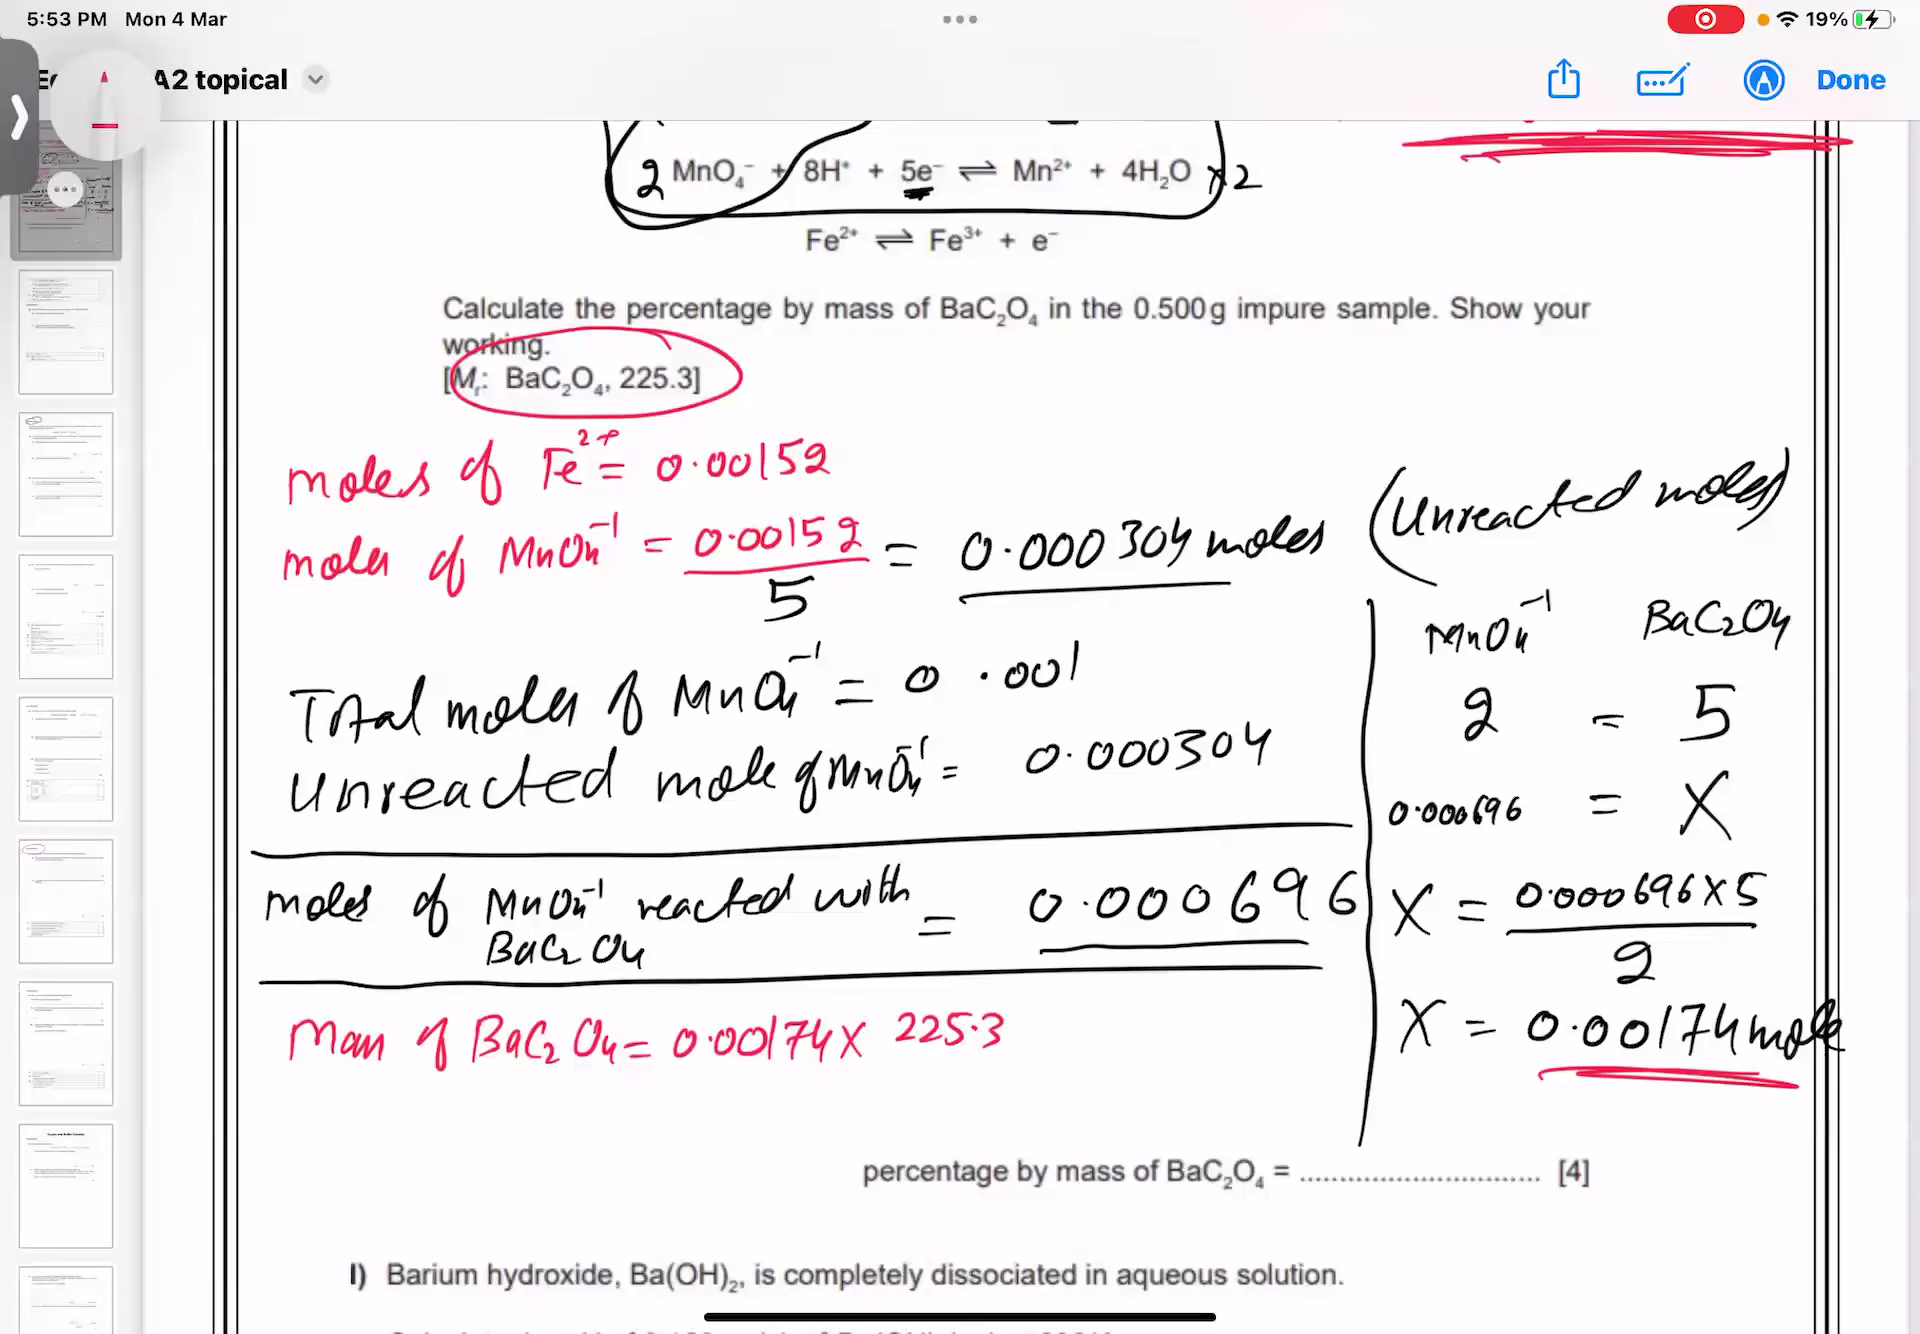 5:53 PM Mon 4 Mar
19%
A2 topical
Done
2 MnO₄⁻ + 8H⁺ + 5e⁻ ⇌ Mn²⁺ + 4H₂O ×2
Fe²⁺ ⇌ Fe³⁺ + e⁻
Calculate the percentage by mass of BaC₂O₄ in the 0.500g impure sample. Show your
working.
[Mᵣ: BaC₂O₄, 225.3]
moles of Fe²⁺ = 0.00152
moles of MnO₄⁻¹ = 0.00152 / 5 = 0.000304 moles (Unreacted moles)
Total moles of MnO₄⁻¹ = 0.001
Unreacted mole of MnO₄⁻¹ = 0.000304
moles of MnO₄⁻¹ reacted with = 0.000696
BaC₂O₄
Mass of BaC₂O₄ = 0.00174 X 225.3
MnO₄⁻¹ BaC₂O₄
2 = 5
0.000696 = X
X = 0.000696 X 5 / 2
X = 0.00174 mole
percentage by mass of BaC₂O₄ = .............................. [4]
l) Barium hydroxide, Ba(OH)₂, is completely dissociated in aqueous solution.